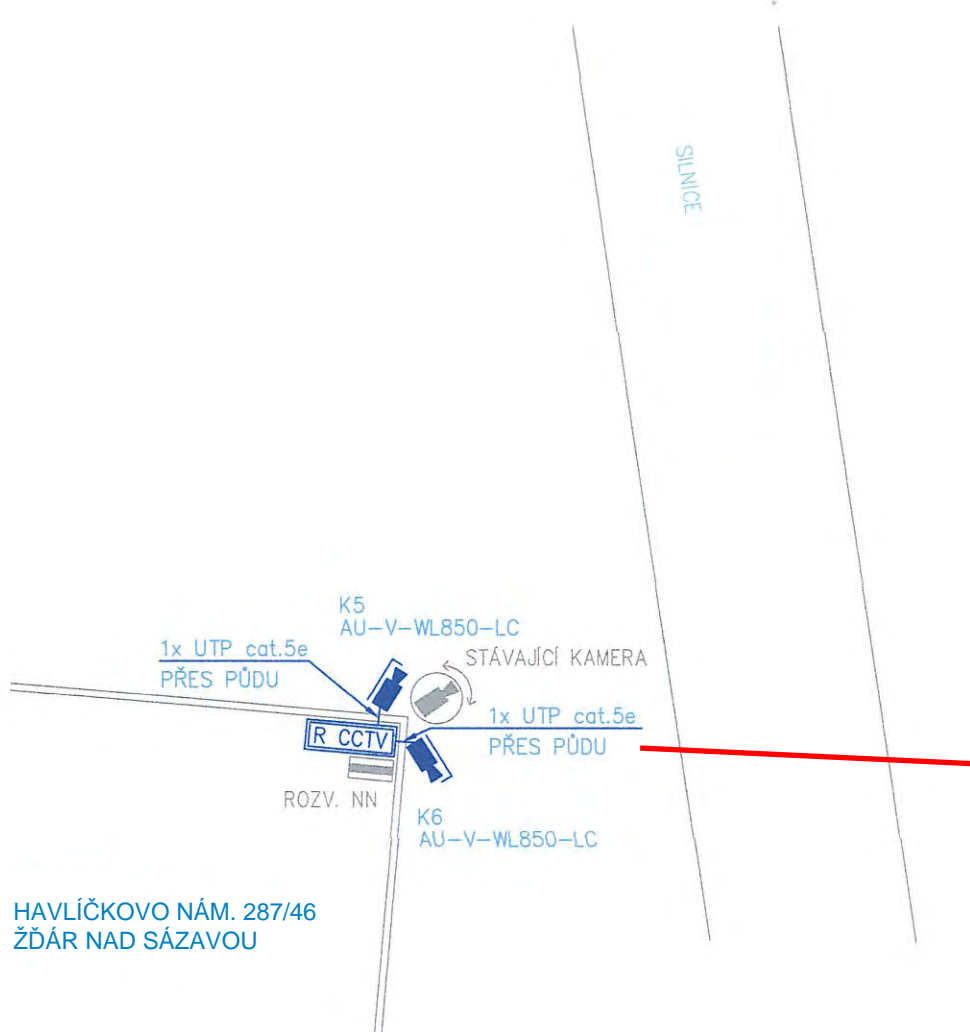 SILNICE
K5
AU-V-WL850-LC
1x UTP cat.5e
PŘES PŮDU
STÁVAJÍCÍ KAMERA
1x UTP cat.5e
PŘES PŮDU
R CCTV
ROZV. NN
K6
AU-V-WL850-LC
HAVLÍČKOVO NÁM. 287/46
ŽĎÁR NAD SÁZAVOU